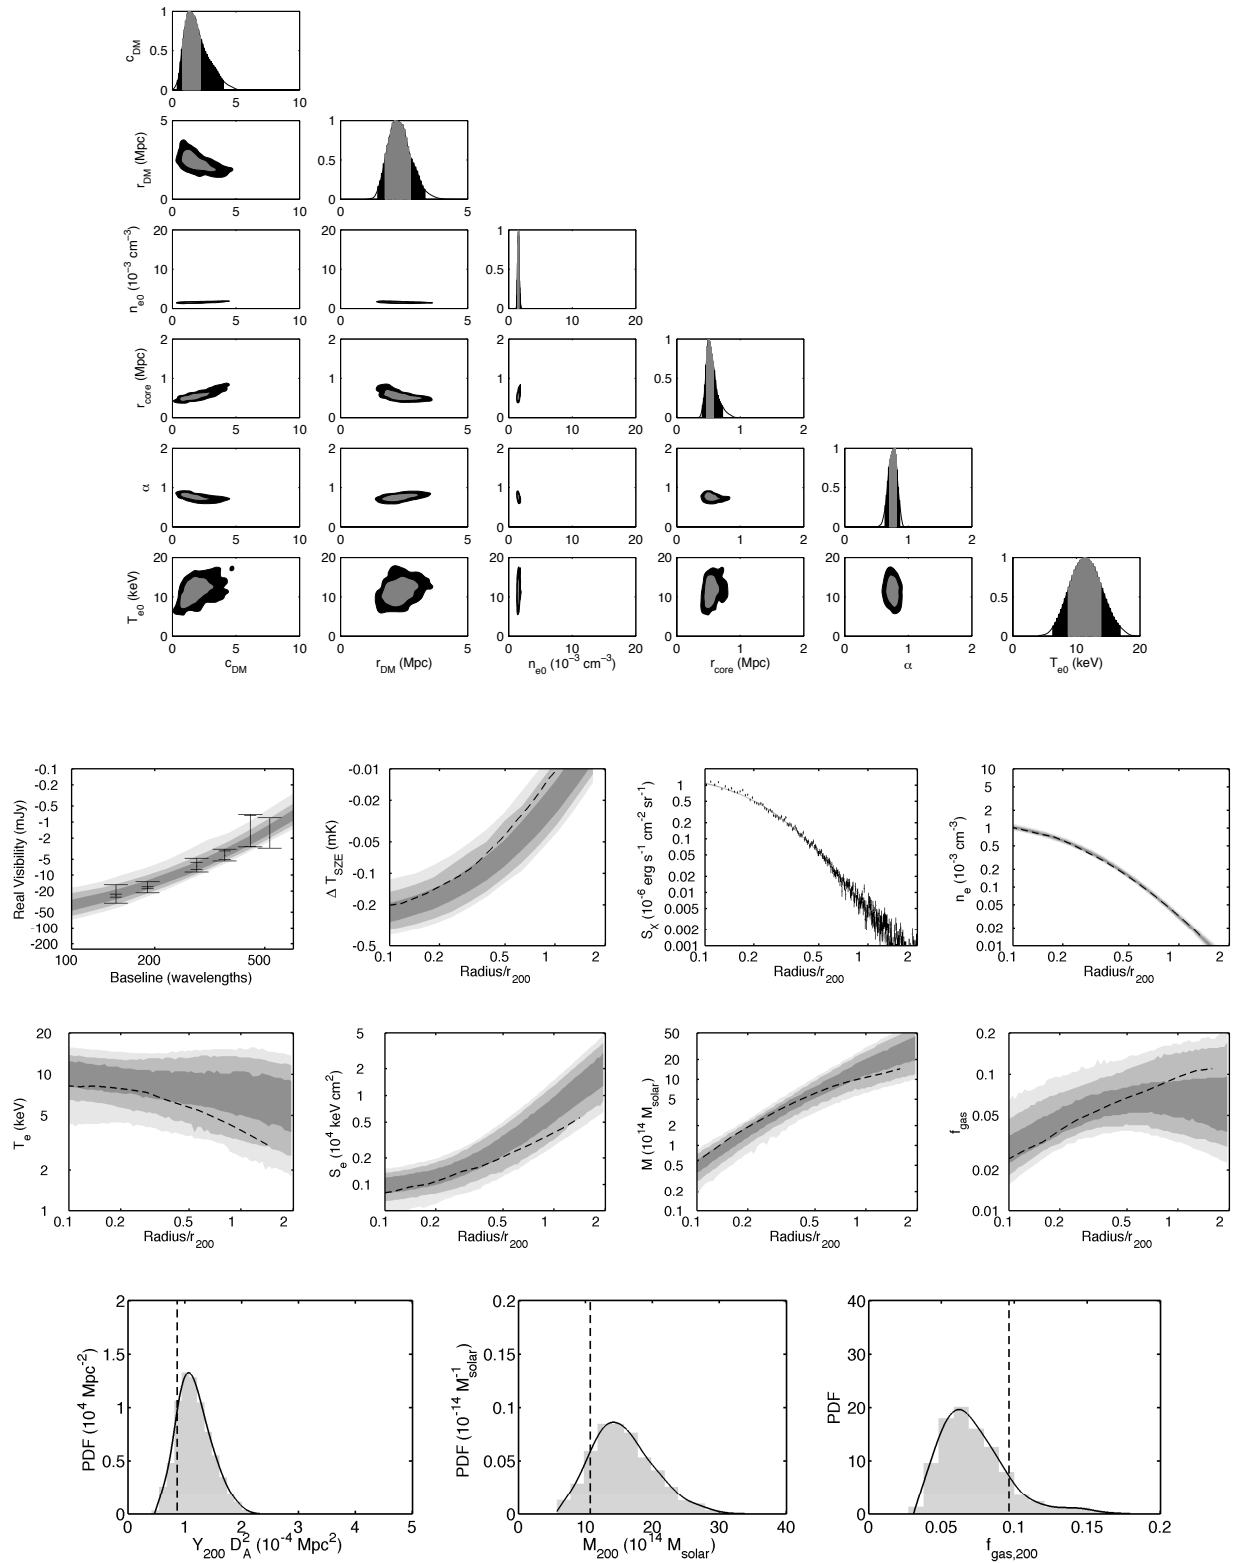 c_DM
1
0.5
0
0 5 10
r_DM (Mpc)
5
0
0 5 10
1
0.5
0
0 5
n_e0 (10^-3 cm^-3)
20
10
0
0 5 10
20
10
0
0 5
1
0.5
0
0 10 20
r_core (Mpc)
2
1
0
0 5 10
2
1
0
0 5
2
1
0
0 10 20
1
0.5
0
0 1 2
α
2
1
0
0 5 10
2
1
0
0 5
2
1
0
0 10 20
2
1
0
0 1 2
1
0.5
0
0 1 2
T_e0 (keV)
20
10
0
0 5 10
c_DM
20
10
0
0 5
r_DM (Mpc)
20
10
0
0 10 20
n_e0 (10^-3 cm^-3)
20
10
0
0 1 2
r_core (Mpc)
20
10
0
0 1 2
α
1
0.5
0
0 10 20
T_e0 (keV)
Real Visibility (mJy)
-0.1
-0.2
-0.5
-1
-2
-5
-10
-20
-50
-100
-200
100 200 500
Baseline (wavelengths)
Δ T_SZE (mK)
-0.01
-0.02
-0.05
-0.1
-0.2
-0.5
0.1 0.2 0.5 1 2
Radius/r_200
S_X (10^-6 erg s^-1 cm^-2 sr^-1)
1
0.5
0.2
0.1
0.05
0.02
0.01
0.005
0.002
0.001
0.1 0.2 0.5 1 2
Radius/r_200
n_e (10^-3 cm^-3)
10
5
2
1
0.5
0.2
0.1
0.05
0.02
0.01
0.1 0.2 0.5 1 2
Radius/r_200
T_e (keV)
20
10
5
2
1
0.1 0.2 0.5 1 2
Radius/r_200
S_e (10^4 keV cm^2)
5
2
1
0.5
0.2
0.1
0.1 0.2 0.5 1 2
Radius/r_200
M (10^14 M_solar)
50
20
10
5
2
1
0.5
0.2
0.1
0.1 0.2 0.5 1 2
Radius/r_200
f_gas
0.2
0.1
0.05
0.02
0.01
0.1 0.2 0.5 1 2
Radius/r_200
PDF (10^4 Mpc^-2)
2
1.5
1
0.5
0
0 1 2 3 4 5
Y_200 D_A^2 (10^-4 Mpc^2)
PDF (10^-14 M_solar^-1)
0.2
0.15
0.1
0.05
0
0 10 20 30 40
M_200 (10^14 M_solar)
PDF
40
30
20
10
0
0 0.05 0.1 0.15 0.2
f_gas,200